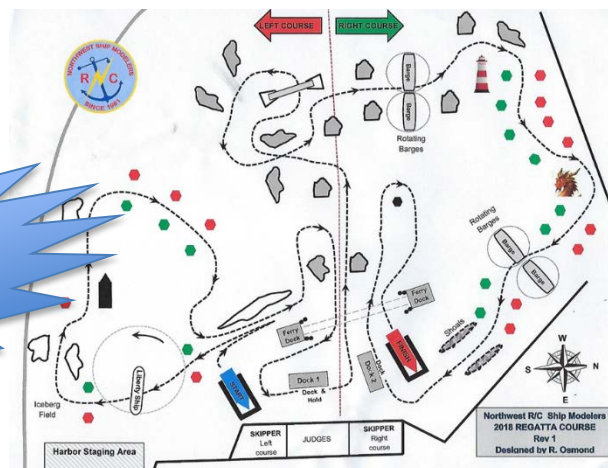 LEFT COURSE
RIGHT COURSE
NORTHWEST R/C SHIP MODELERS
R C
SINCE 1981
Barge
Barge
Rotating
Barges
Rotating
Barges
Barge
Barge
Ferry
Dock
Ferry
Dock
Shoals
FINISH
Liberty Ship
START
Dock 1
Dock & Hold
Dock 2
Dock
Iceberg
Field
Harbor Staging Area
SKIPPER
Left
course
JUDGES
SKIPPER
Right
course
W
S N
E
Northwest R/C Ship Modelers
2018 REGATTA COURSE
Rev 1
Designed by R. Osmond